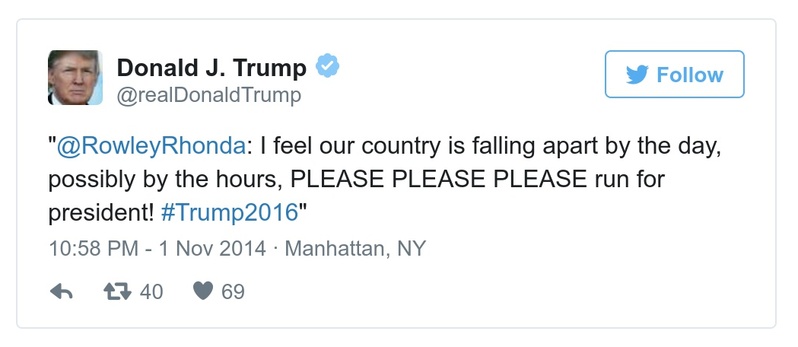 Donald J. Trump
@realDonaldTrump
Follow
"@RowleyRhonda: I feel our country is falling apart by the day,
possibly by the hours, PLEASE PLEASE PLEASE run for
president! #Trump2016"
10:58 PM - 1 Nov 2014 · Manhattan, NY
40 69